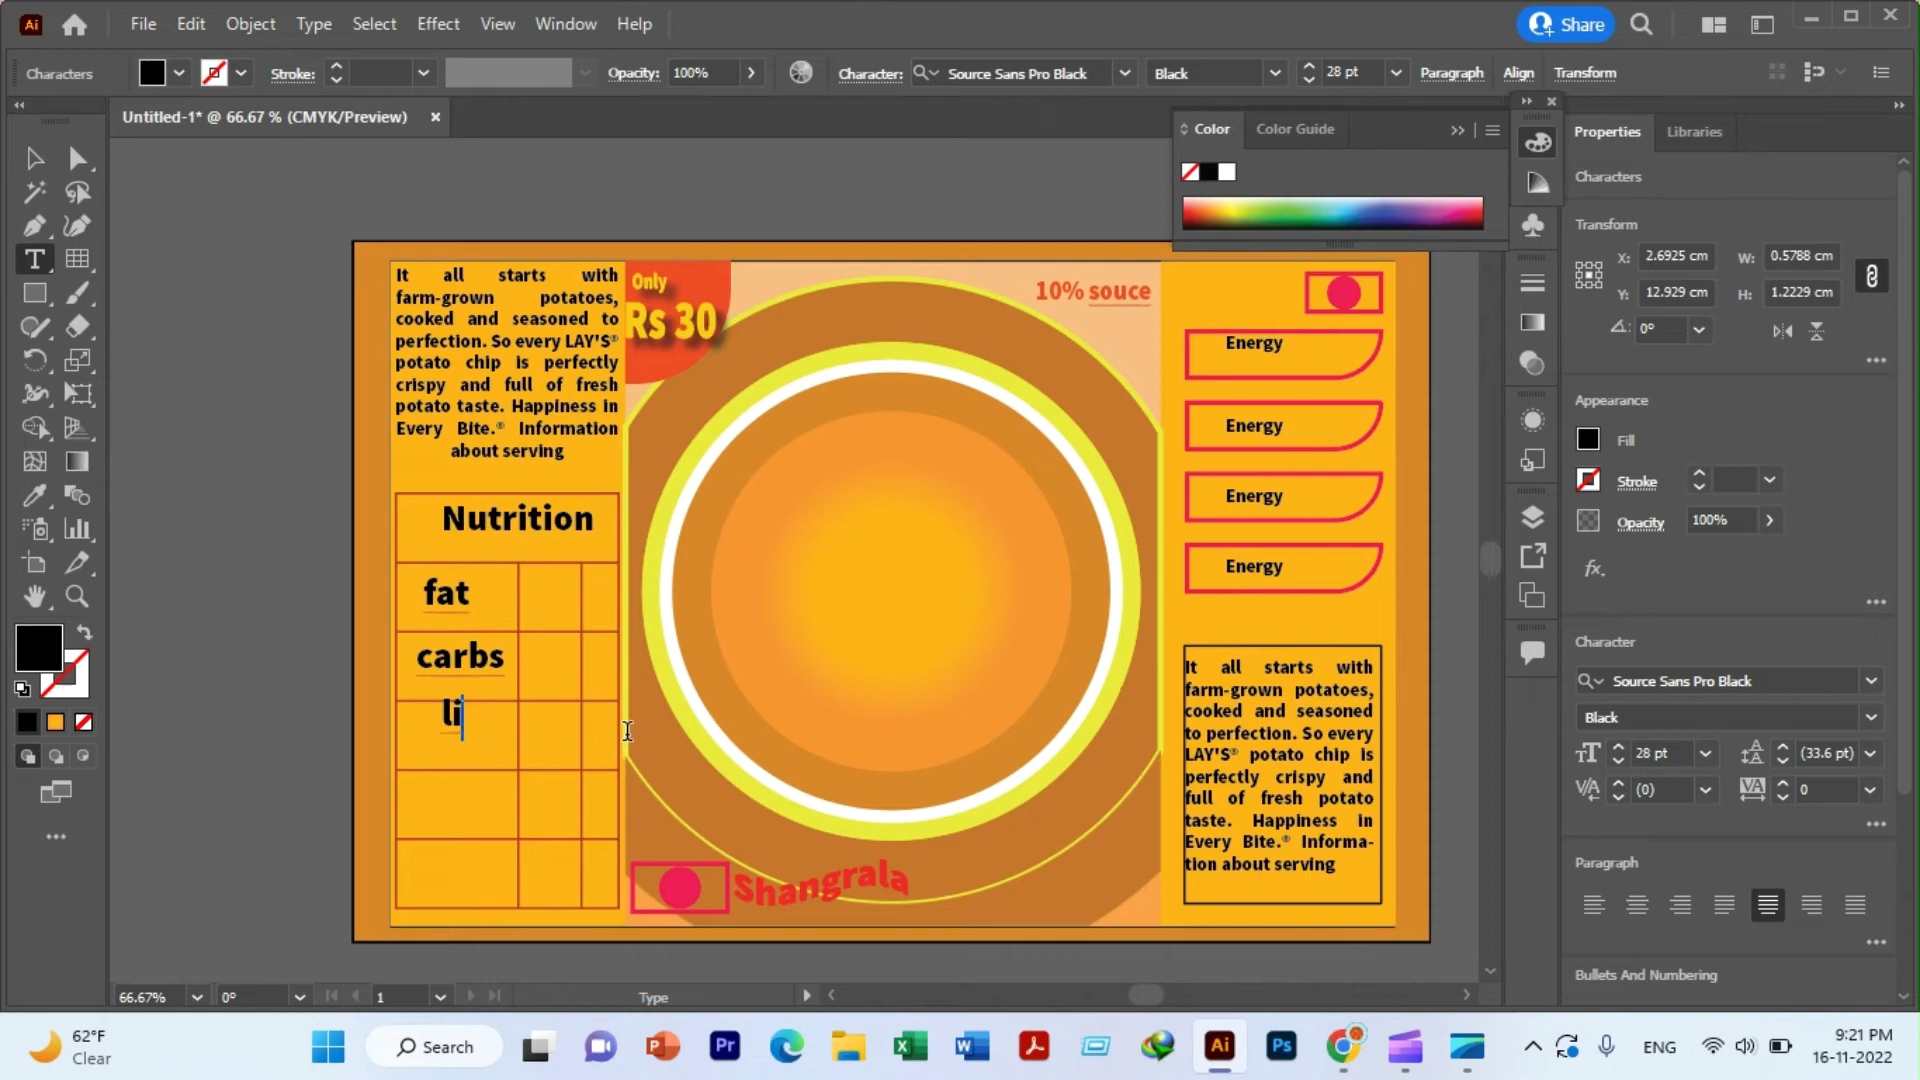 File Edit Object Type Select Effect View Window Help
Share
Characters
Stroke:
Opacity: 100%
Character: Source Sans Pro Black
Black
28 pt
Paragraph Align Transform
Untitled-1* @ 66.67 % (CMYK/Preview)
Color Color Guide
Properties Libraries
Characters
Transform
X: 2.6925 cm W: 0.5788 cm
Y: 12.929 cm H: 1.2229 cm
0°
Appearance
Fill
Stroke
Opacity 100%
fx.
Character
Source Sans Pro Black
Black
28 pt (33.6 pt)
(0) 0
Paragraph
Bullets And Numbering
It all starts with
farm-grown potatoes,
cooked and seasoned to
perfection. So every LAY'S®
potato chip is perfectly
crispy and full of fresh
potato taste. Happiness in
Every Bite.® Information
about serving
Nutrition
fat
carbs
li
Only
Rs 30
10% souce
Shangrala
Energy
Energy
Energy
Energy
It all starts with
farm-grown potatoes,
cooked and seasoned
to perfection. So every
LAY'S® potato chip is
perfectly crispy and
full of fresh potato
taste. Happiness in
Every Bite.® Informa-
tion about serving
66.67% 0° 1 Type
62°F
Clear
Search
ENG
9:21 PM
16-11-2022